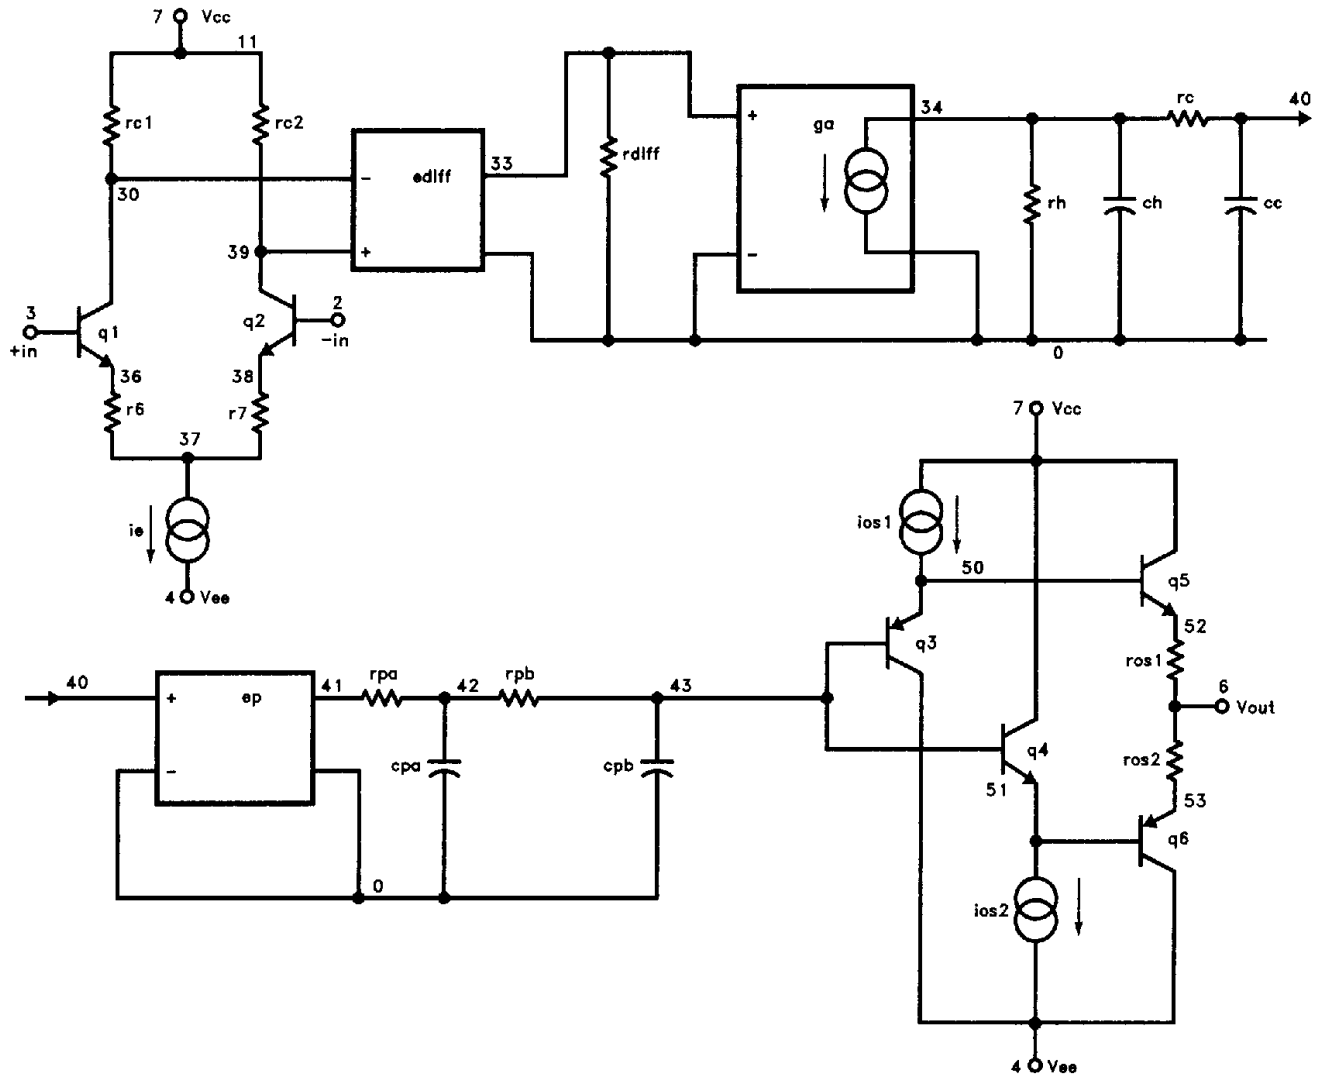 7 Vcc
11
rc1
rc2
30
39
ediff
-
+
33
rdiff
ga
+
-
34
rc
40
rh
ch
cc
0
3
+in
q1
q2
2
-in
36
38
r6
r7
37
ie
4 Vee
7 Vcc
ios1
50
q5
q3
52
ros1
6
Vout
q4
51
ros2
53
q6
ios2
4 Vee
40
+
-
ep
41
rpa
42
rpb
43
cpa
cpb
0